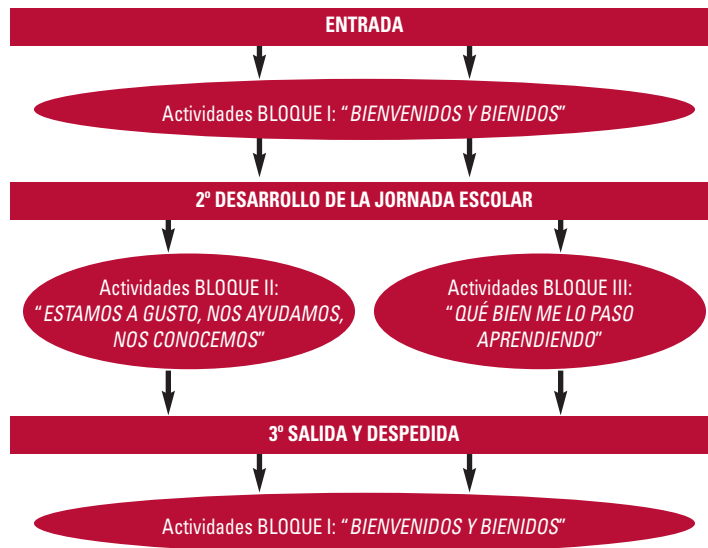 ENTRADA
Actividades BLOQUE I: “BIENVENIDOS Y BIENIDOS”
2º DESARROLLO DE LA JORNADA ESCOLAR
Actividades BLOQUE II:
“ESTAMOS A GUSTO, NOS AYUDAMOS,
NOS CONOCEMOS”
Actividades BLOQUE III:
“QUÉ BIEN ME LO PASO
APRENDIENDO”
3º SALIDA Y DESPEDIDA
Actividades BLOQUE I: “BIENVENIDOS Y BIENIDOS”